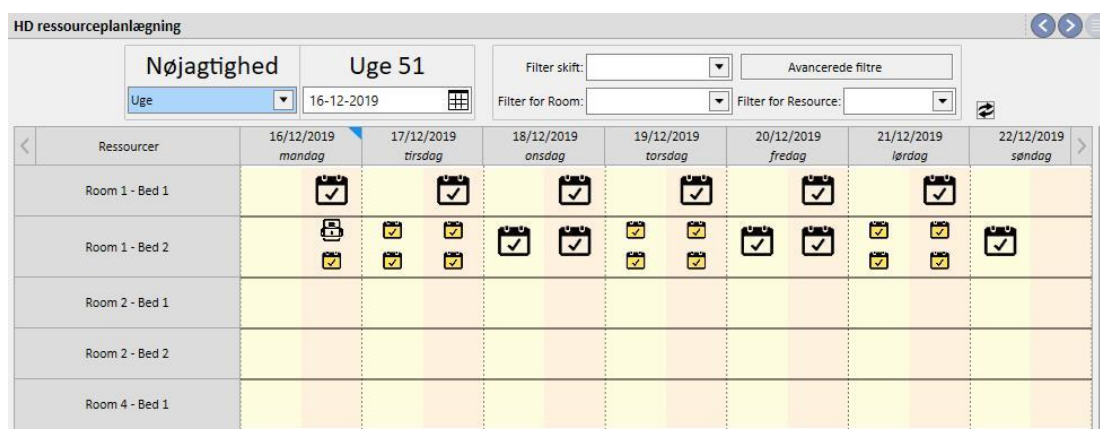 HD ressourceplanlægning
Nøjagtighed
Uge 51
Filter skift:
Avancerede filtre
Uge
16-12-2019
Filter for Room:
Filter for Resource:
Ressourcer
16/12/2019
mandag
17/12/2019
tirsdag
18/12/2019
onsdag
19/12/2019
torsdag
20/12/2019
fredag
21/12/2019
lørdag
22/12/2019
søndag
Room 1 - Bed 1
Room 1 - Bed 2
Room 2 - Bed 1
Room 2 - Bed 2
Room 4 - Bed 1